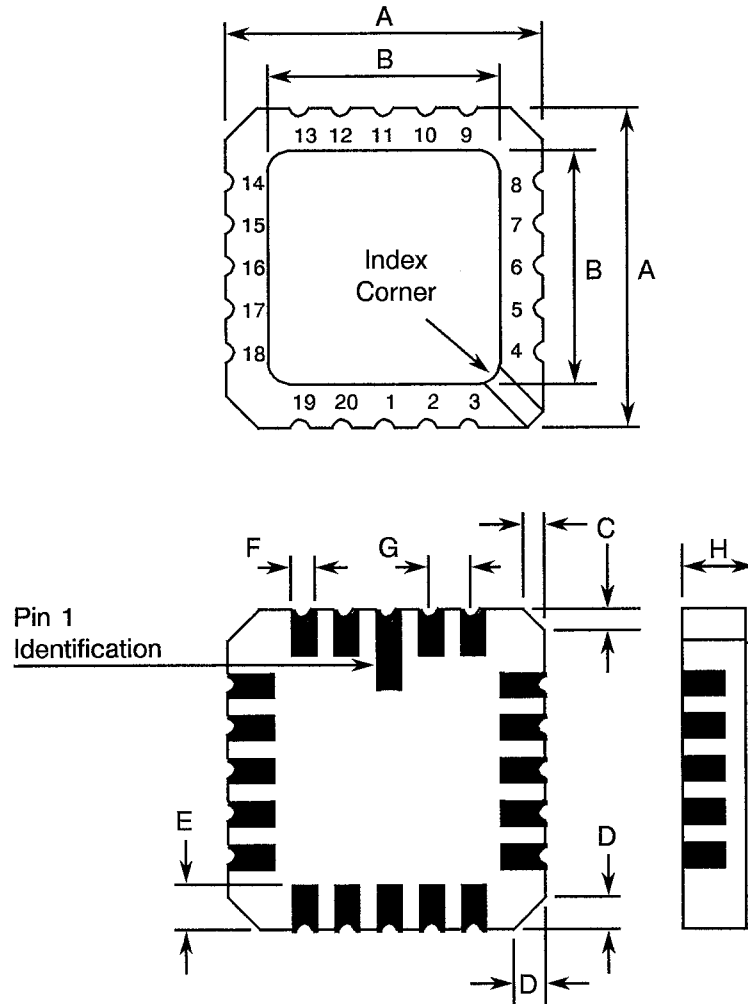 A
B
13 12 11 10 9
14 8
15 7
16 6
17 5
18 4
Index
Corner
B
A
19 20 1 2 3
C
F
G
H
Pin 1
Identification
E
D
D